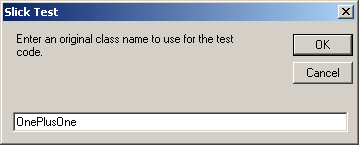 Slick Test
Enter an original class name to use for the test
code.
OK
Cancel
OnePlusOne